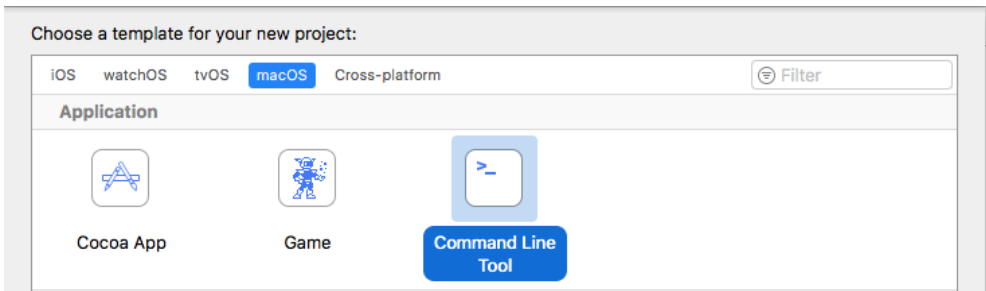 Choose a template for your new project:
iOS watchOS tvOS macOS Cross-platform Filter
Application
>_
Cocoa App Game Command Line
Tool